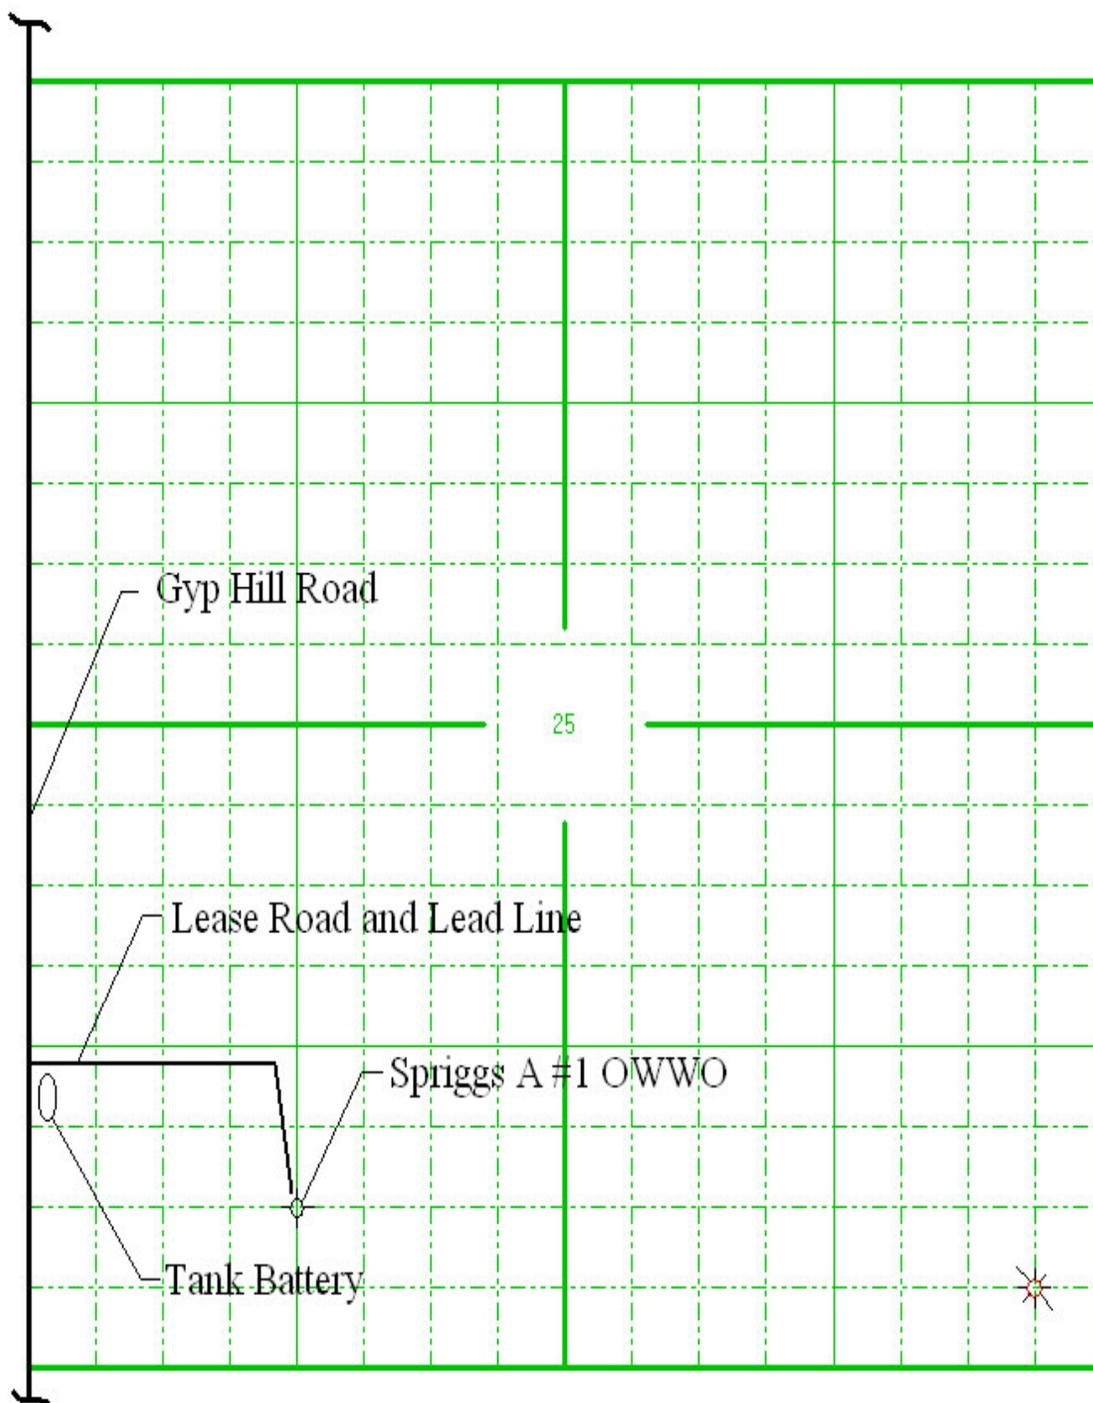 Gyp Hill Road
25
Lease Road and Lead Line
Spriggs A #1 OWWO
Tank Battery